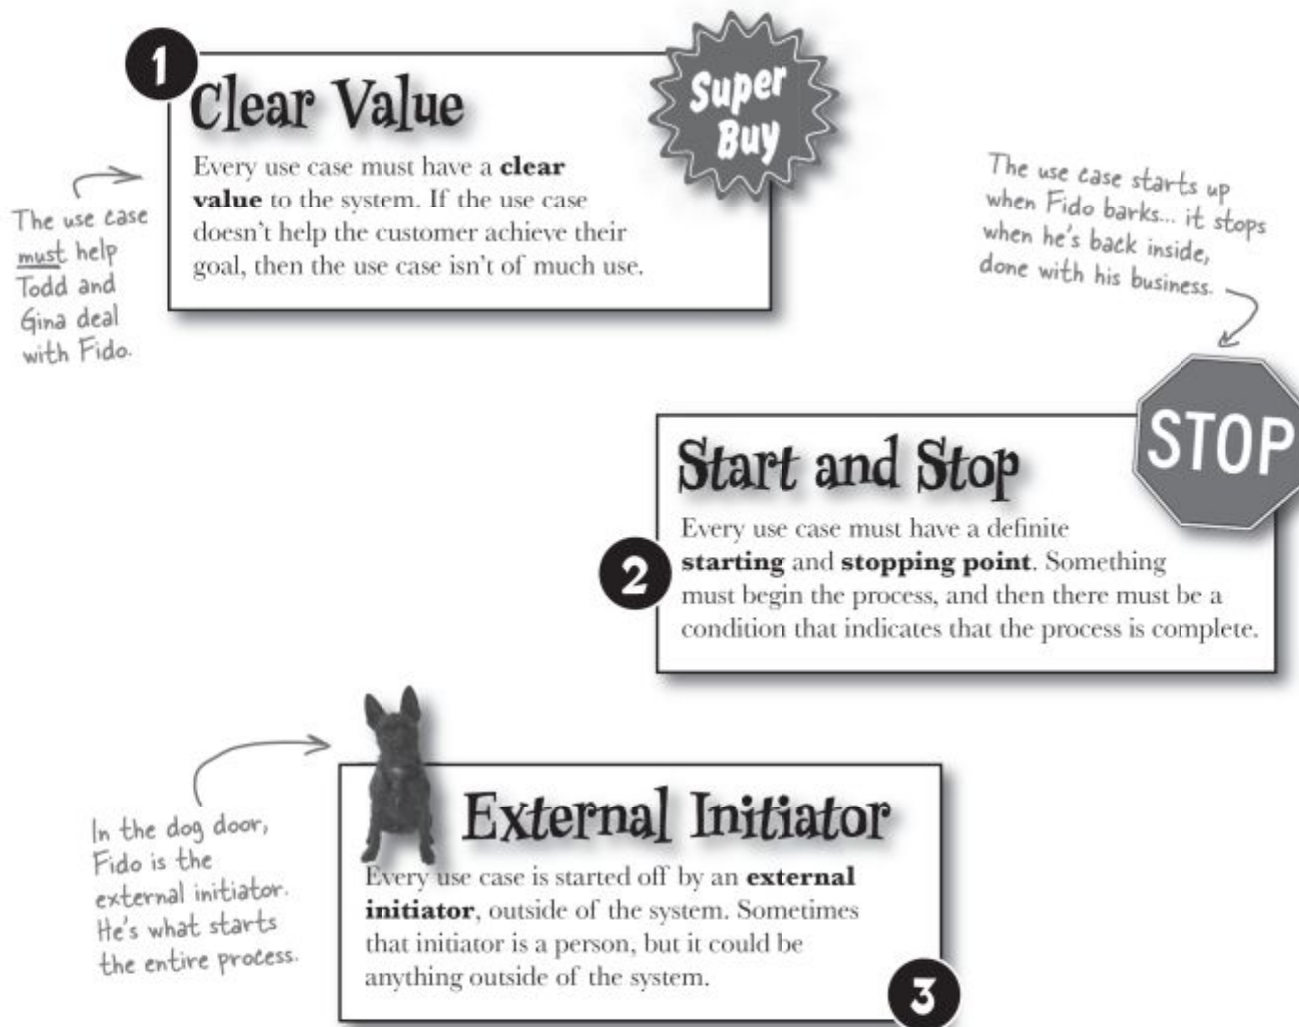 1
Clear Value
Super
Buy
Every use case must have a clear
value to the system. If the use case
doesn't help the customer achieve their
goal, then the use case isn't of much use.
The use case
must help
Todd and
Gina deal
with Fido.
The use case starts up
when Fido barks... it stops
when he's back inside,
done with his business.
STOP
Start and Stop
2
Every use case must have a definite
starting and stopping point. Something
must begin the process, and then there must be a
condition that indicates that the process is complete.
In the dog door,
Fido is the
external initiator.
He's what starts
the entire process.
External Initiator
Every use case is started off by an external
initiator, outside of the system. Sometimes
that initiator is a person, but it could be
anything outside of the system.
3